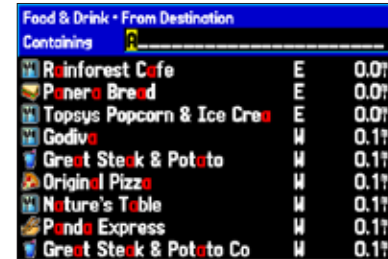 Food & Drink • From Destination
Containing A_____________________
Rainforest Cafe E 0.0
Panera Bread E 0.0
Topsys Popcorn & Ice Crea E 0.0
Godiva W 0.1
Great Steak & Potato W 0.1
Original Pizza W 0.1
Nature's Table W 0.1
Panda Express W 0.1
Great Steak & Potato Co W 0.1